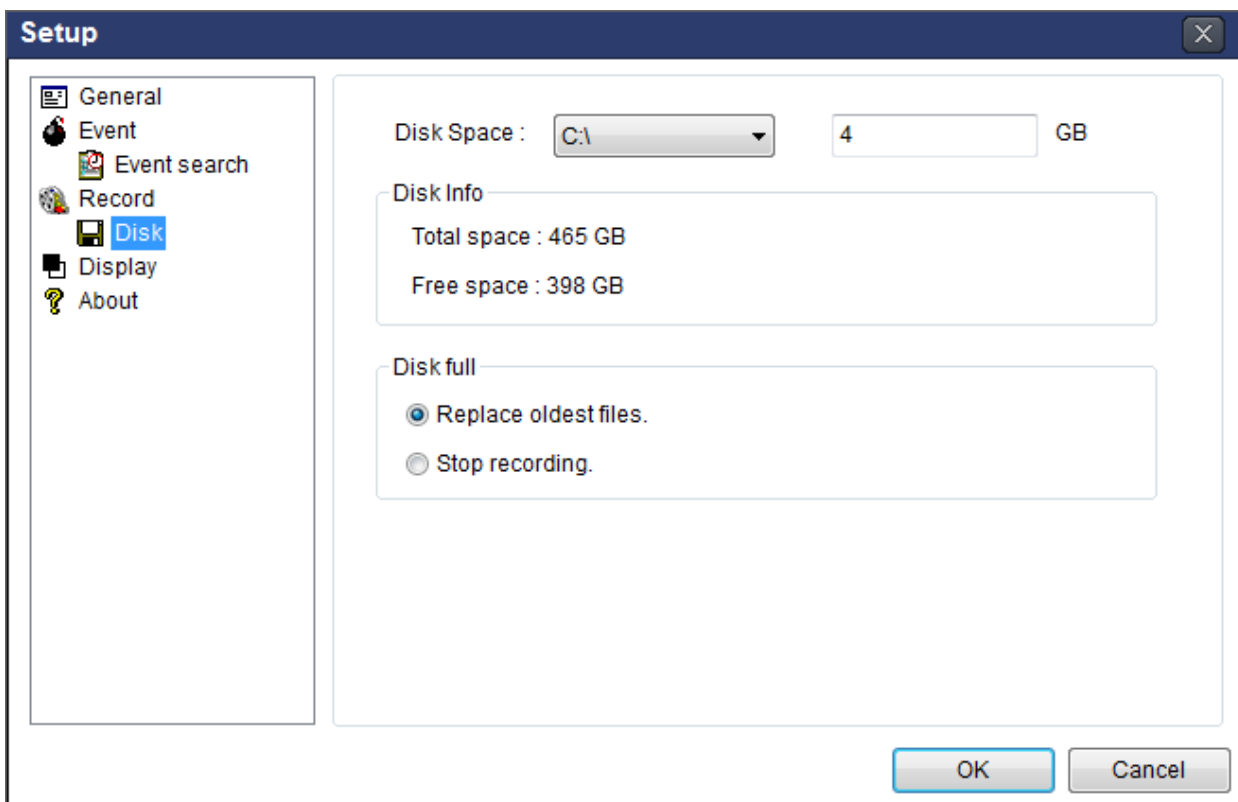 Setup
General
Event
Event search
Record
Disk
Display
About
Disk Space : C:\ 4 GB
Disk Info
Total space : 465 GB
Free space : 398 GB
Disk full
Replace oldest files.
Stop recording.
OK Cancel